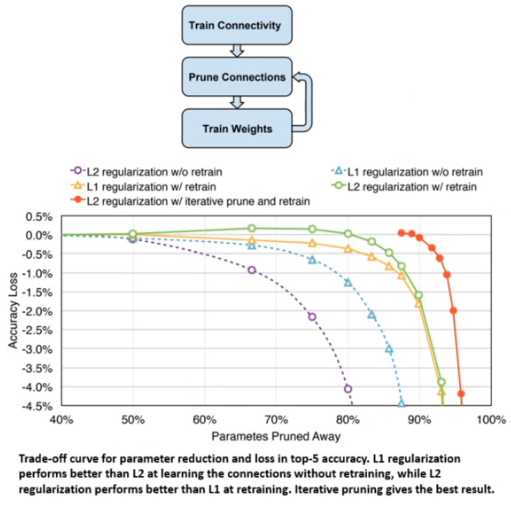 Train Connectivity
Prune Connections
Train Weights
L2 regularization w/o retrain
L1 regularization w/o retrain
L1 regularization w/ retrain
L2 regularization w/ retrain
L2 regularization w/ iterative prune and retrain
0.5%
0.0%
-0.5%
-1.0%
-1.5%
-2.0%
-2.5%
-3.0%
-3.5%
-4.0%
-4.5%
Accuracy Loss
40% 50% 60% 70% 80% 90% 100%
Parametes Pruned Away
Trade-off curve for parameter reduction and loss in top-5 accuracy. L1 regularization
performs better than L2 at learning the connections without retraining, while L2
regularization performs better than L1 at retraining. Iterative pruning gives the best result.